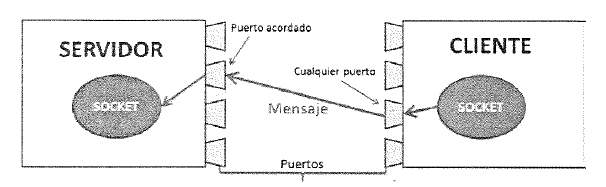 Puerto acordado
SERVIDOR
CLIENTE
Cualquier puerto
SOCKET
Mensaje
SOCKET
Puertos